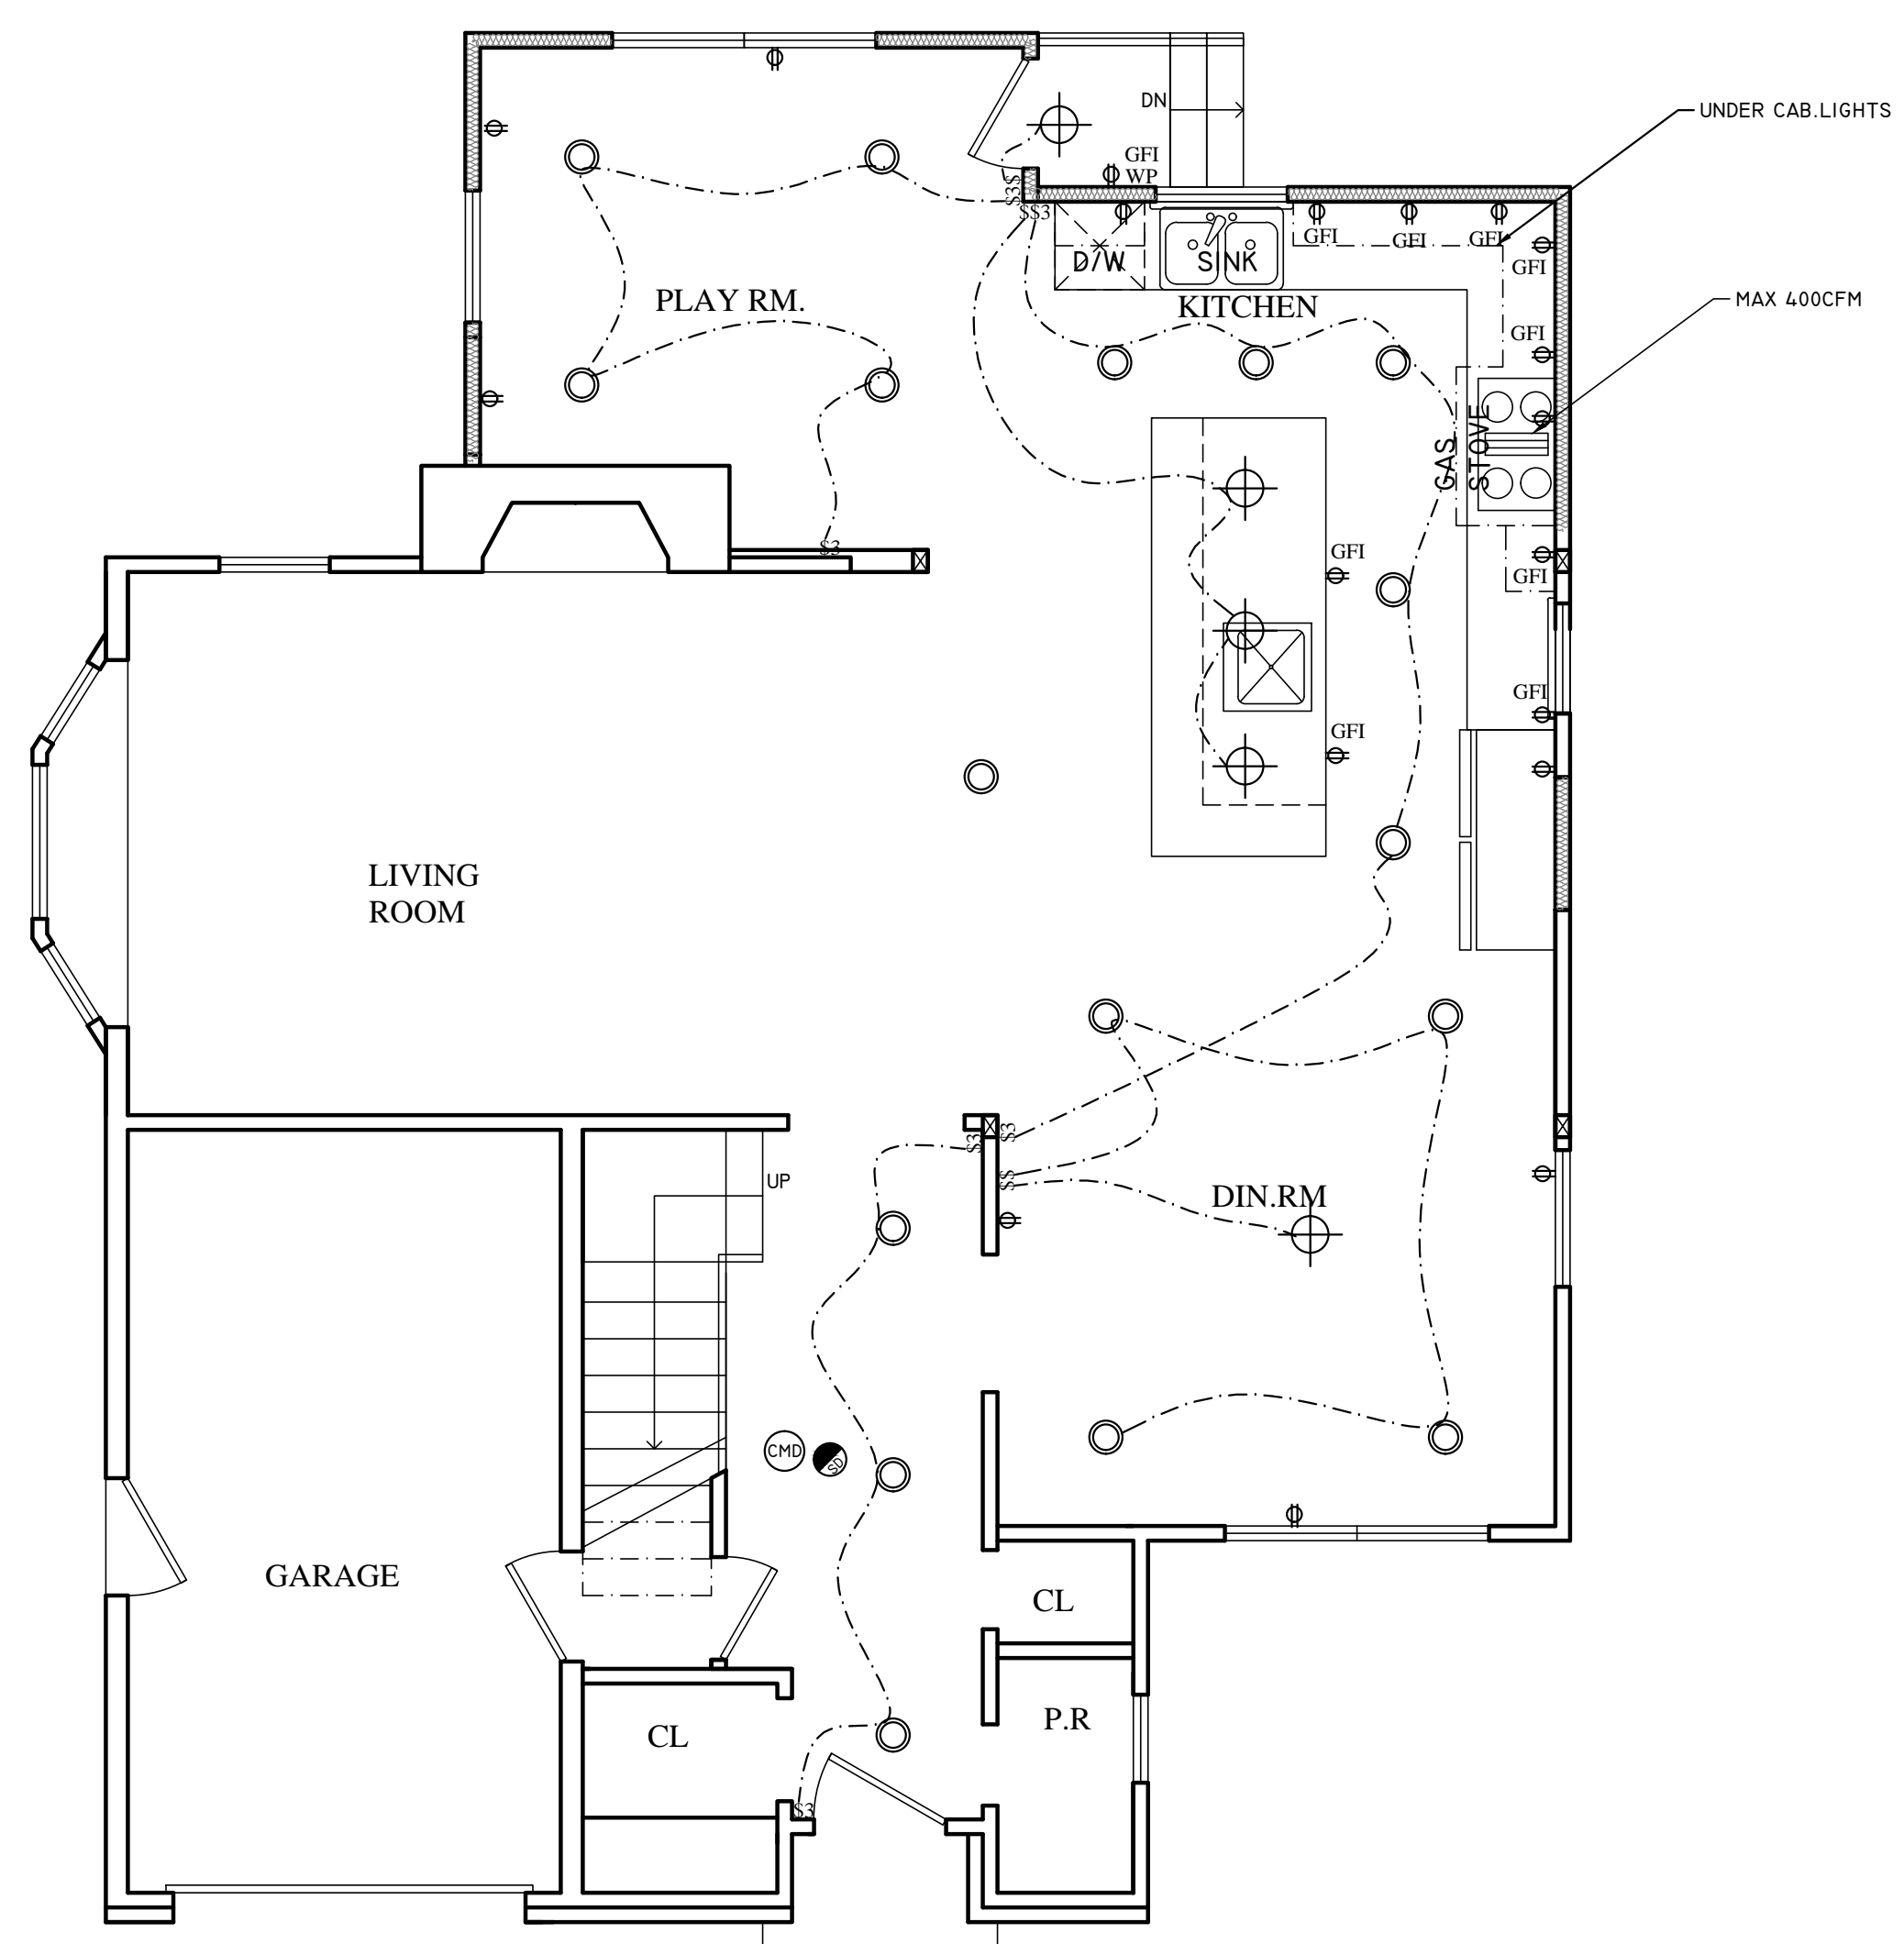 UNDER CAB.LIGHTS
DN
GFI
WP
$3$
$$3
GFI
GFI
GFI
GFI
D/W
SINK
PLAY RM.
KITCHEN
MAX 400CFM
GFI
GAS
STOVE
$3
GFI
GFI
GFI
GFI
LIVING
ROOM
$3
$3
UP
$$
DIN.RM
CMD
SD
GARAGE
CL
P.R
CL
$3